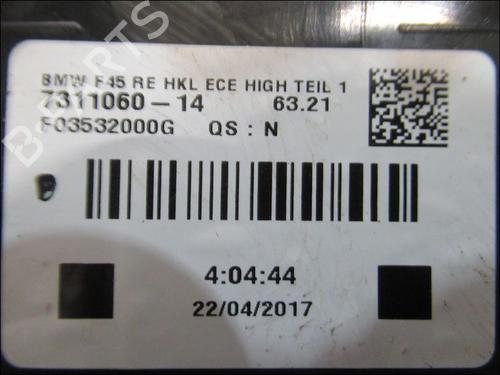 BMW F45 RE HKL ECE HIGH TEIL 1
7311060-14 63.21
F03532000G QS : N
4:04:44
22/04/2017